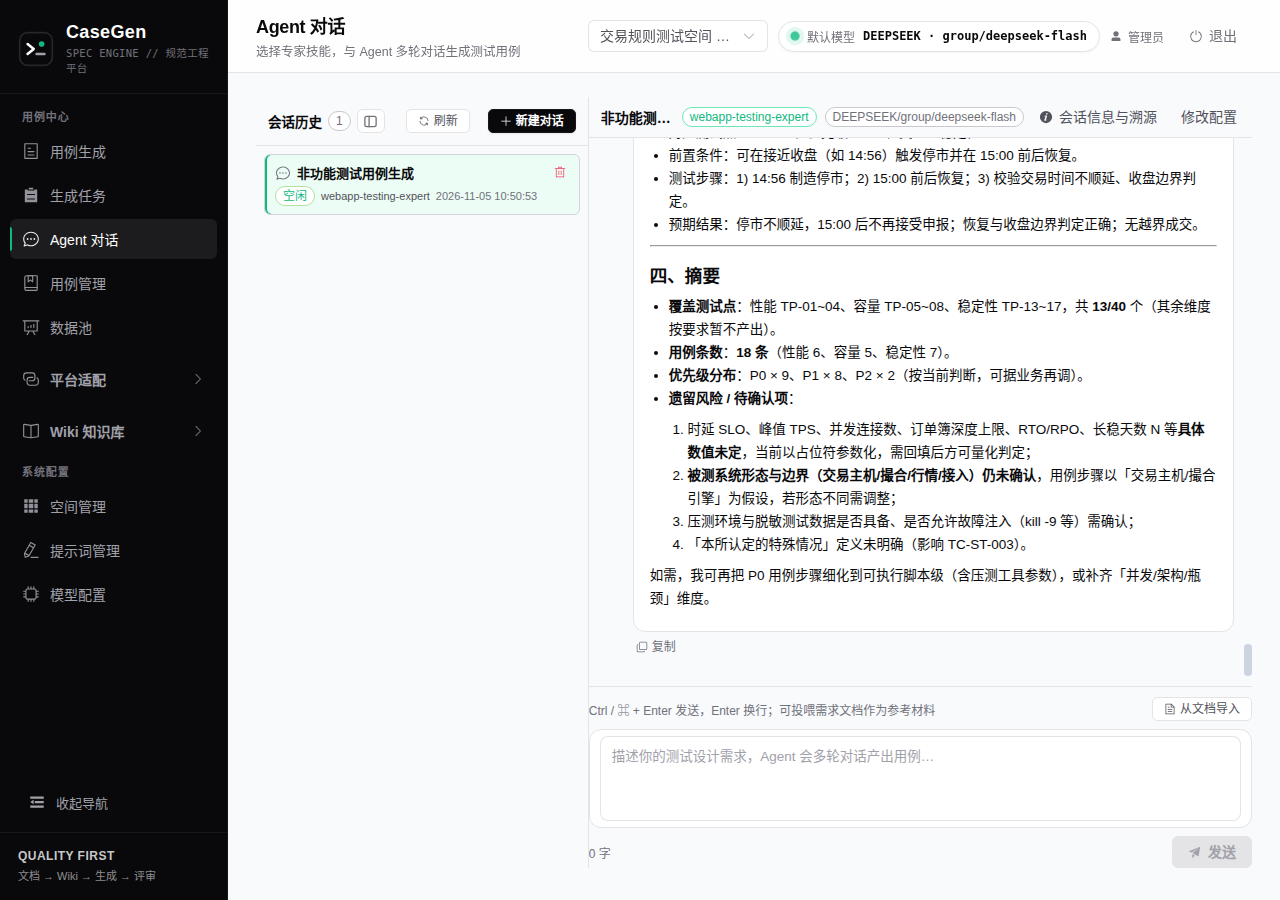 CaseGen
SPEC ENGINE // 规范工程
平台
用例中心
用例生成
生成任务
Agent 对话
用例管理
数据池
平台适配
Wiki 知识库
系统配置
空间管理
提示词管理
模型配置
收起导航
QUALITY FIRST
文档 → Wiki → 生成 → 评审
Agent 对话
选择专家技能，与 Agent 多轮对话生成测试用例
交易规则测试空间 …
默认模型 DEEPSEEK · group/deepseek-flash
管理员
退出
会话历史 1
刷新
新建对话
非功能测试用例生成
空闲 webapp-testing-expert 2026-11-05 10:50:53
非功能测… webapp-testing-expert DEEPSEEK/group/deepseek-flash 会话信息与溯源 修改配置
前置条件：可在接近收盘（如 14:56）触发停市并在 15:00 前后恢复。
测试步骤：1) 14:56 制造停市；2) 15:00 前后恢复；3) 校验交易时间不顺延、收盘边界判
定。
预期结果：停市不顺延，15:00 后不再接受申报；恢复与收盘边界判定正确；无越界成交。
四、摘要
覆盖测试点：性能 TP-01~04、容量 TP-05~08、稳定性 TP-13~17，共 13/40 个（其余维度
按要求暂不产出）。
用例条数：18 条（性能 6、容量 5、稳定性 7）。
优先级分布：P0 × 9、P1 × 8、P2 × 2（按当前判断，可据业务再调）。
遗留风险 / 待确认项：
1. 时延 SLO、峰值 TPS、并发连接数、订单簿深度上限、RTO/RPO、长稳天数 N 等具体
数值未定，当前以占位符参数化，需回填后方可量化判定；
2. 被测系统形态与边界（交易主机/撮合/行情/接入）仍未确认，用例步骤以「交易主机/撮合
引擎」为假设，若形态不同需调整；
3. 压测环境与脱敏测试数据是否具备、是否允许故障注入（kill -9 等）需确认；
4. 「本所认定的特殊情况」定义未明确（影响 TC-ST-003）。
如需，我可再把 P0 用例步骤细化到可执行脚本级（含压测工具参数），或补齐「并发/架构/瓶
颈」维度。
复制
Ctrl / ⌘ + Enter 发送，Enter 换行；可投喂需求文档作为参考材料
从文档导入
描述你的测试设计需求，Agent 会多轮对话产出用例…
0 字
发送